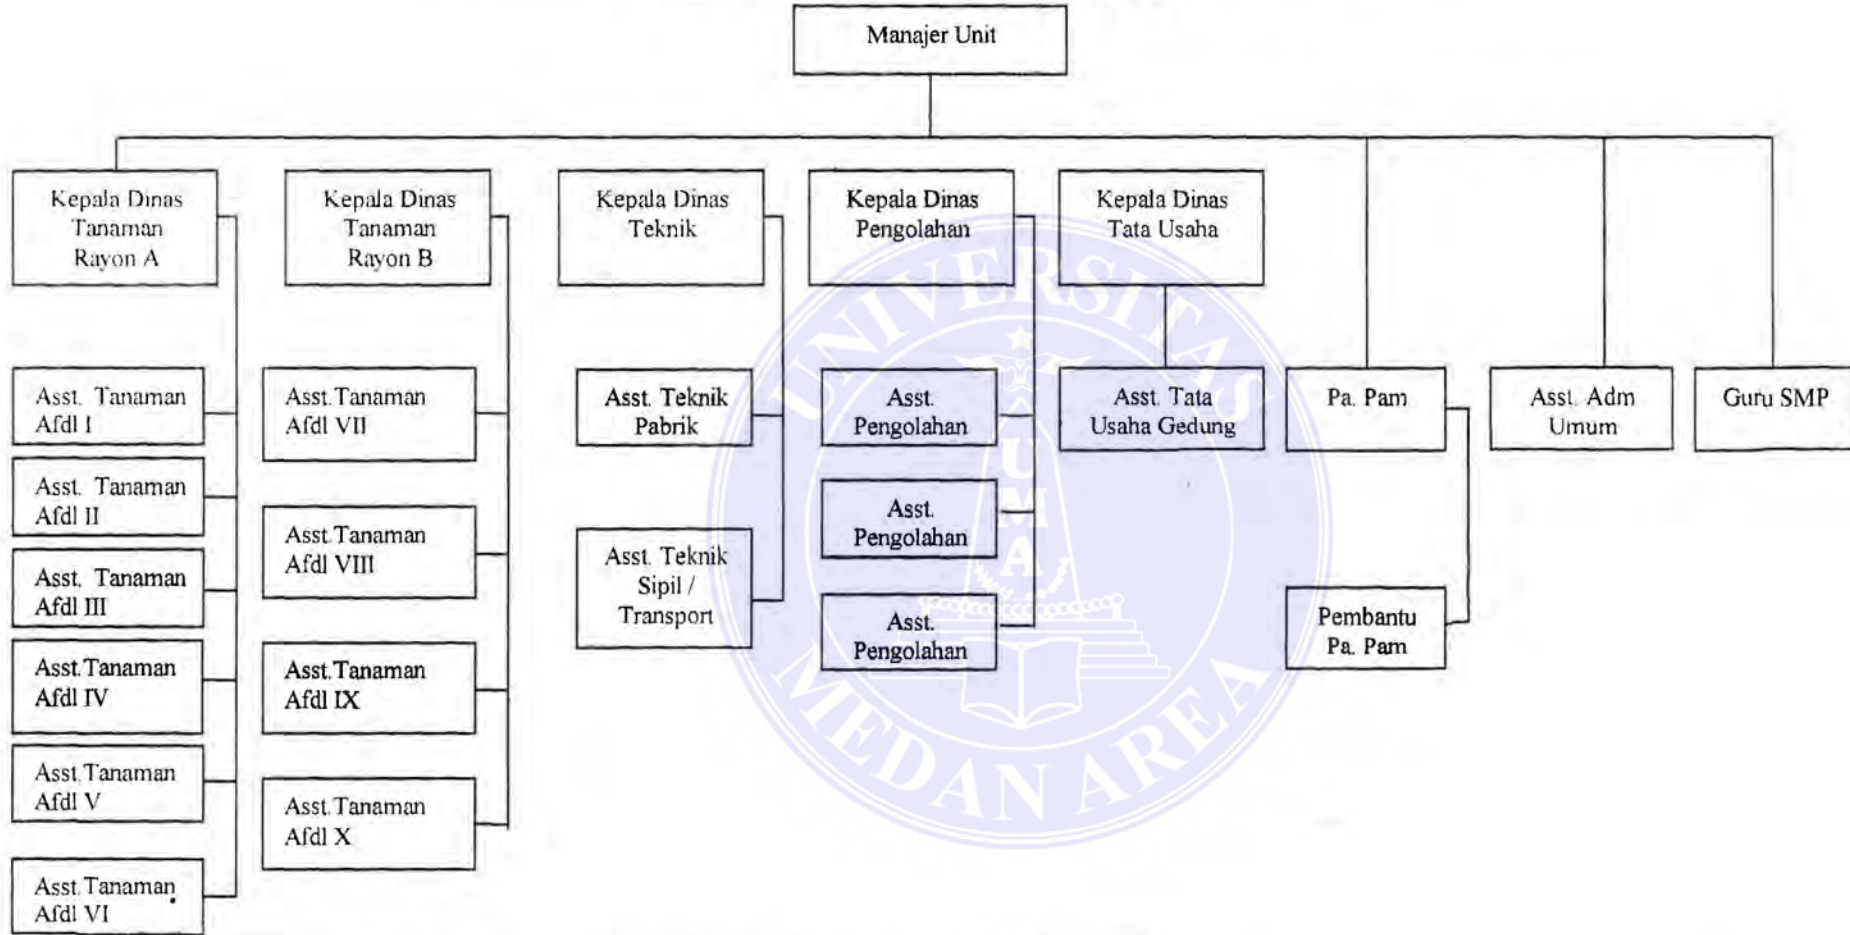 Manajer Unit
Kepala Dinas
Tanaman
Rayon A
Kepala Dinas
Tanaman
Rayon B
Kepala Dinas
Teknik
Kepala Dinas
Pengolahan
Kepala Dinas
Tata Usaha
Asst. Tanaman
Afdl I
Asst. Tanaman
Afdl II
Asst. Tanaman
Afdl III
Asst.Tanaman
Afdl IV
Asst.Tanaman
Afdl V
Asst.Tanaman
Afdl VI
Asst.Tanaman
Afdl VII
Asst.Tanaman
Afdl VIII
Asst.Tanaman
Afdl IX
Asst.Tanaman
Afdl X
Asst. Teknik
Pabrik
Asst. Teknik
Sipil /
Transport
Asst.
Pengolahan
Asst.
Pengolahan
Asst.
Pengolahan
Asst. Tata
Usaha Gedung
Pa. Pam
Pembantu
Pa. Pam
Asst. Adm
Umum
Guru SMP
UNIVERSITAS
UMA
MEDAN AREA